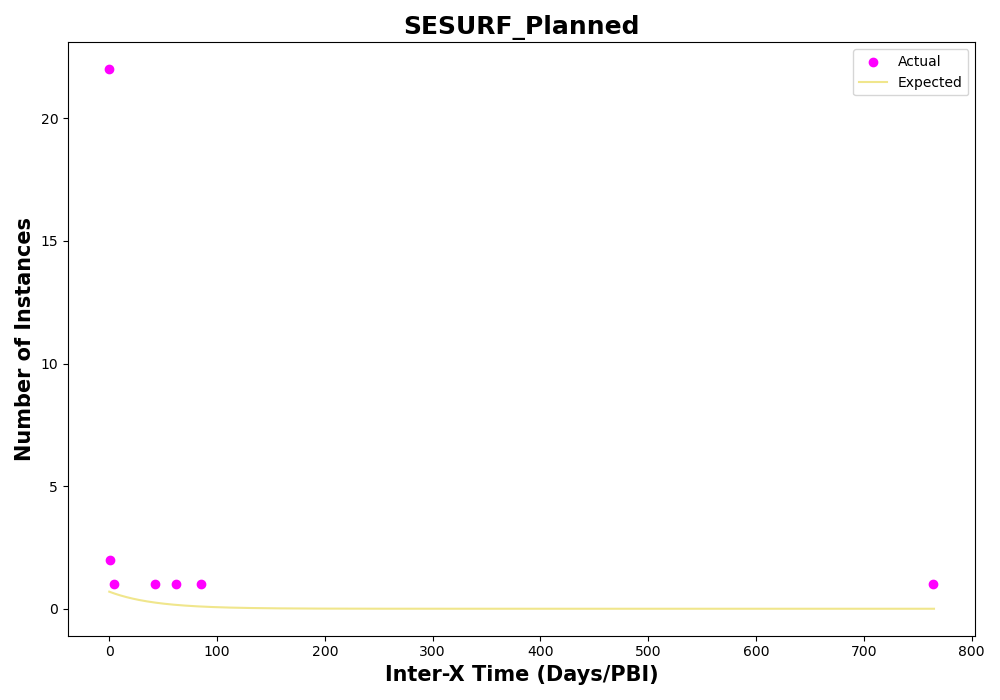 SESURF_Planned
Actual
Expected
Number of Instances
20
15
10
5
0
0 100 200 300 400 500 600 700 800
Inter-X Time (Days/PBI)